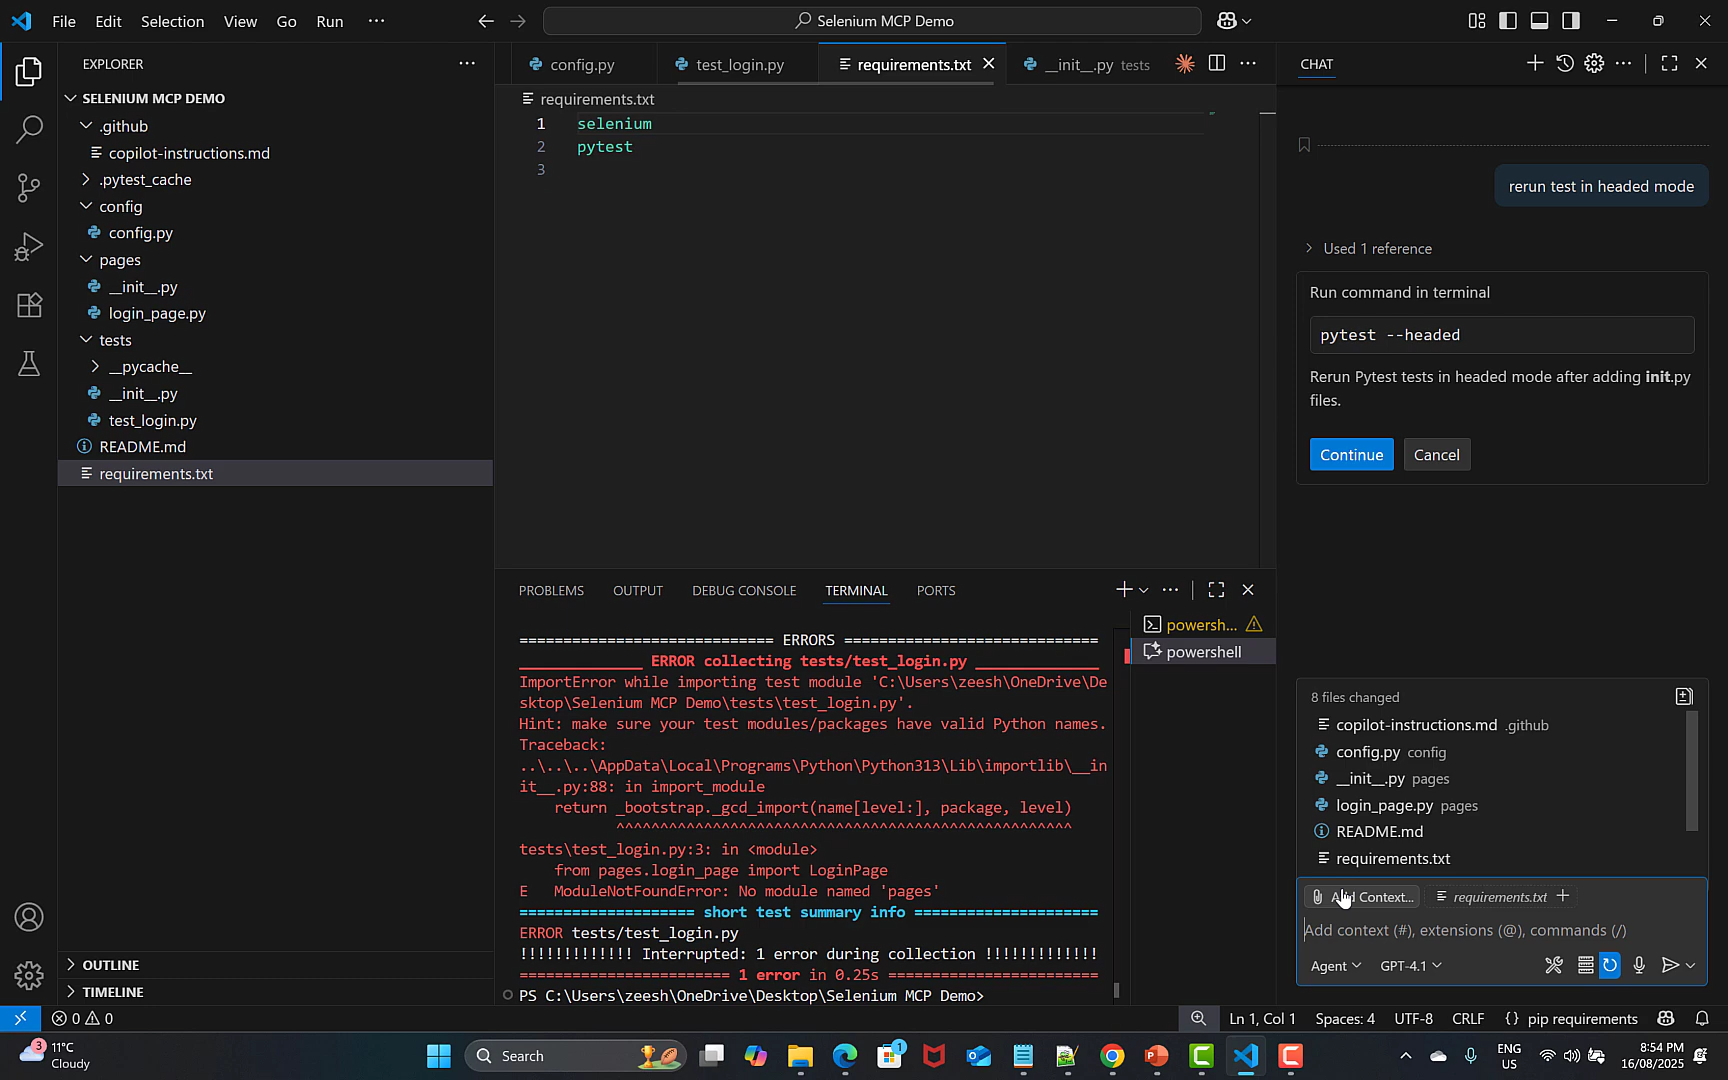 File Edit Selection View Go Run ···
Selenium MCP Demo
EXPLORER
SELENIUM MCP DEMO
.github
copilot-instructions.md
.pytest_cache
config
config.py
pages
__init__.py
login_page.py
tests
__pycache__
__init__.py
test_login.py
README.md
requirements.txt
OUTLINE
TIMELINE
config.py test_login.py requirements.txt __init__.py tests
requirements.txt
1 selenium
2 pytest
3
PROBLEMS OUTPUT DEBUG CONSOLE TERMINAL PORTS
powersh...
powershell
============================= ERRORS =============================
______________ ERROR collecting tests/test_login.py ______________
ImportError while importing test module 'C:\Users\zeesh\OneDrive\De
sktop\Selenium MCP Demo\tests\test_login.py'.
Hint: make sure your test modules/packages have valid Python names.
Traceback:
..\..\..\AppData\Local\Programs\Python\Python313\Lib\importlib\__in
it__.py:88: in import_module
return _bootstrap._gcd_import(name[level:], package, level)
^^^^^^^^^^^^^^^^^^^^^^^^^^^^^^^^^^^^^^^^^^^^^^^^^^^^
tests\test_login.py:3: in <module>
from pages.login_page import LoginPage
E ModuleNotFoundError: No module named 'pages'
==================== short test summary info =====================
ERROR tests/test_login.py
!!!!!!!!!!!!! Interrupted: 1 error during collection !!!!!!!!!!!!!
======================== 1 error in 0.25s ========================
PS C:\Users\zeesh\OneDrive\Desktop\Selenium MCP Demo>
CHAT
rerun test in headed mode
Used 1 reference
Run command in terminal
pytest --headed
Rerun Pytest tests in headed mode after adding init.py
files.
Continue Cancel
8 files changed
copilot-instructions.md .github
config.py config
__init__.py pages
login_page.py pages
README.md
requirements.txt
Add Context... requirements.txt
Add context (#), extensions (@), commands (/)
Agent GPT-4.1
0 0
Ln 1, Col 1 Spaces: 4 UTF-8 CRLF {} pip requirements
3
11°C
Cloudy
Search
1
ENG
US
8:54 PM
16/08/2025